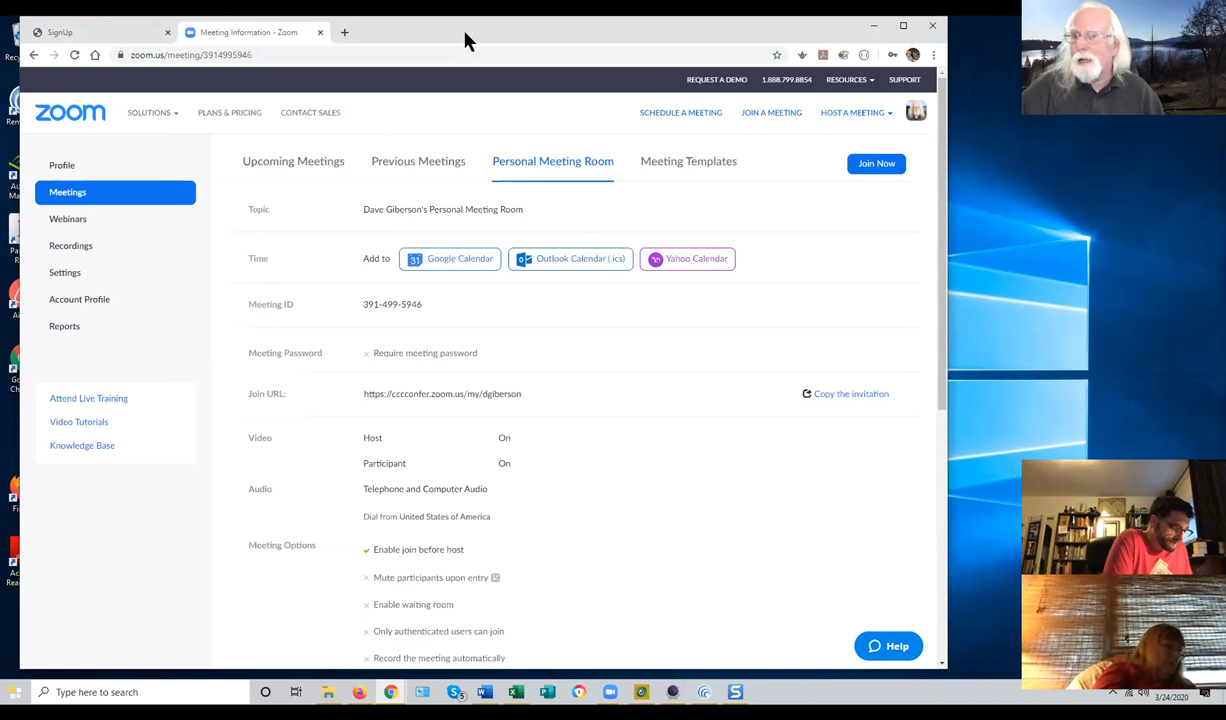 SignUp
Meeting Information - Zoom
zoom.us/meeting/3914995946
REQUEST A DEMO 1.888.799.8854 RESOURCES SUPPORT
zoom SOLUTIONS PLANS & PRICING CONTACT SALES SCHEDULE A MEETING JOIN A MEETING HOST A MEETING
Profile
Meetings
Webinars
Recordings
Settings
Account Profile
Reports
Attend Live Training
Video Tutorials
Knowledge Base
Upcoming Meetings Previous Meetings Personal Meeting Room Meeting Templates Join Now
Topic Dave Giberson's Personal Meeting Room
Time Add to 31 Google Calendar Outlook Calendar (.ics) Yahoo Calendar
Meeting ID 391-499-5946
Meeting Password Require meeting password
Join URL: https://cccconfer.zoom.us/my/dgiberson Copy the invitation
Video Host On
Participant On
Audio Telephone and Computer Audio
Dial from United States of America
Meeting Options Enable join before host
Mute participants upon entry
Enable waiting room
Only authenticated users can join
Record the meeting automatically
Help
Type here to search
3/24/2020